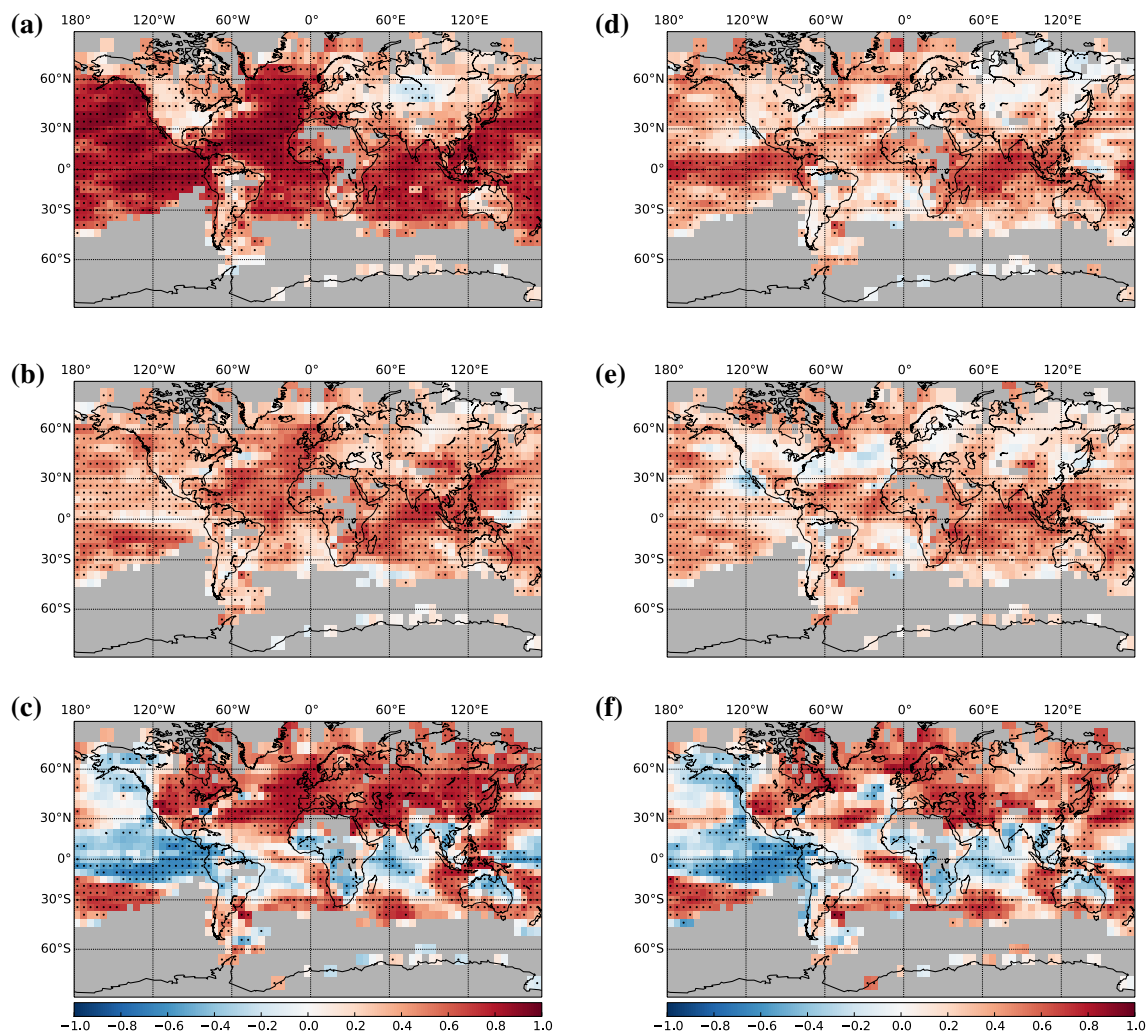 (a) 180° 120°W 60°W 0° 60°E 120°E
60°N
30°N
0°
30°S
60°S
(d) 180° 120°W 60°W 0° 60°E 120°E
60°N
30°N
0°
30°S
60°S
(b) 180° 120°W 60°W 0° 60°E 120°E
60°N
30°N
0°
30°S
60°S
(e) 180° 120°W 60°W 0° 60°E 120°E
60°N
30°N
0°
30°S
60°S
(c) 180° 120°W 60°W 0° 60°E 120°E
60°N
30°N
0°
30°S
60°S
−1.0 −0.8 −0.6 −0.4 −0.2 0.0 0.2 0.4 0.6 0.8 1.0
(f) 180° 120°W 60°W 0° 60°E 120°E
60°N
30°N
0°
30°S
60°S
−1.0 −0.8 −0.6 −0.4 −0.2 0.0 0.2 0.4 0.6 0.8